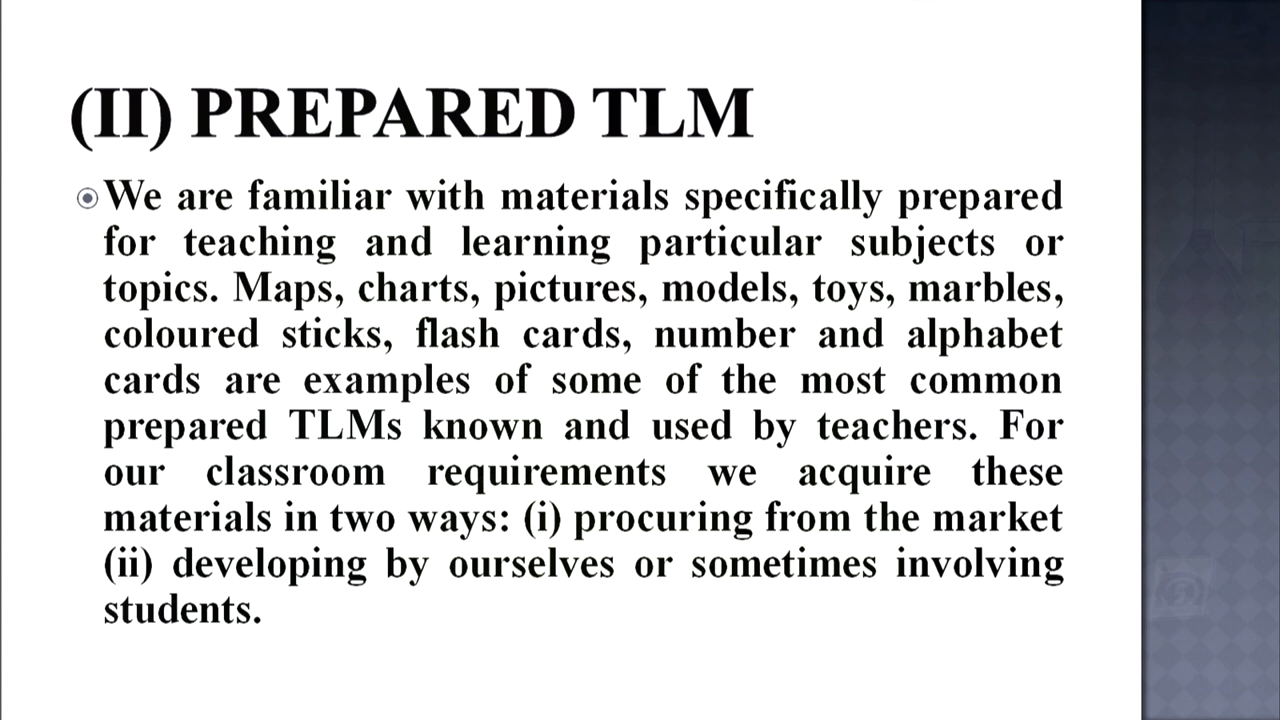 (II) PREPARED TLM
We are familiar with materials specifically prepared
for teaching and learning particular subjects or
topics. Maps, charts, pictures, models, toys, marbles,
coloured sticks, flash cards, number and alphabet
cards are examples of some of the most common
prepared TLMs known and used by teachers. For
our classroom requirements we acquire these
materials in two ways: (i) procuring from the market
(ii) developing by ourselves or sometimes involving
students.